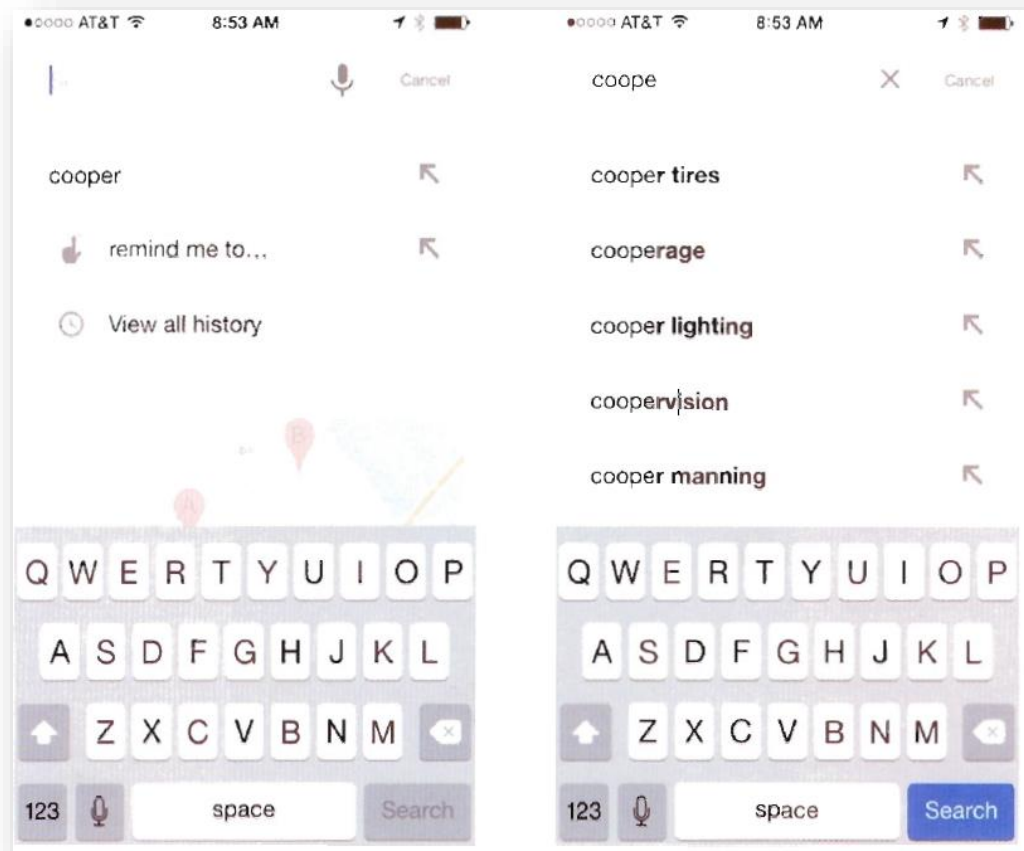 AT&T 8:53 AM
Cancel
cooper
remind me to...
View all history
B
A
Q W E R T Y U I O P
A S D F G H J K L
Z X C V B N M
123 space Search
AT&T 8:53 AM
coope Cancel
cooper tires
cooperage
cooper lighting
coopervision
cooper manning
Q W E R T Y U I O P
A S D F G H J K L
Z X C V B N M
123 space Search